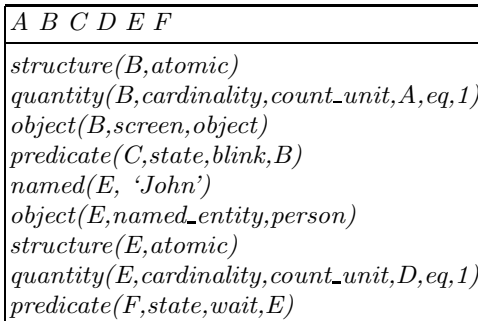 A B C D E F
structure(B,atomic)
quantity(B,cardinality,count_unit,A,eq,1)
object(B,screen,object)
predicate(C,state,blink,B)
named(E, ‘John’)
object(E,named_entity,person)
structure(E,atomic)
quantity(E,cardinality,count_unit,D,eq,1)
predicate(F,state,wait,E)